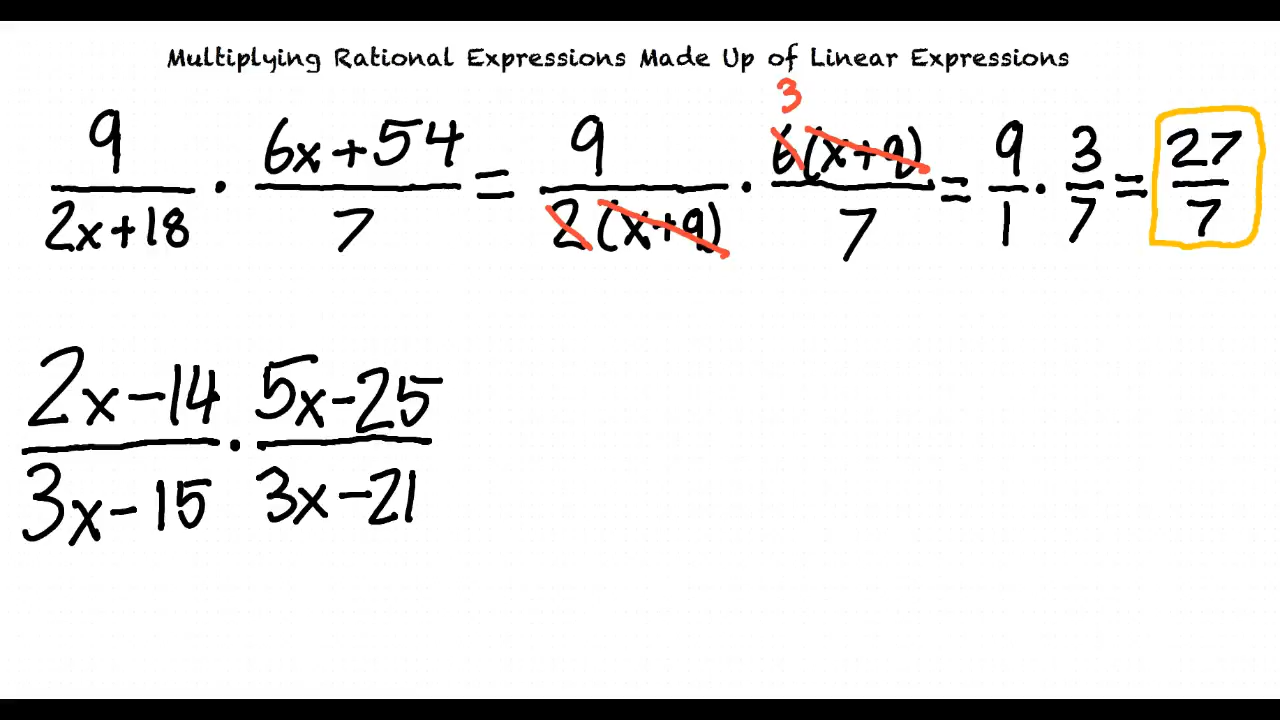 Multiplying Rational Expressions Made Up of Linear Expressions
3
9 6x+54 9 6(x+9) 9 3 27
— · — = — · — = — · — = —
2x+18 7 2(x+9) 7 1 7 7
2x-14 5x-25
— · —
3x-15 3x-21